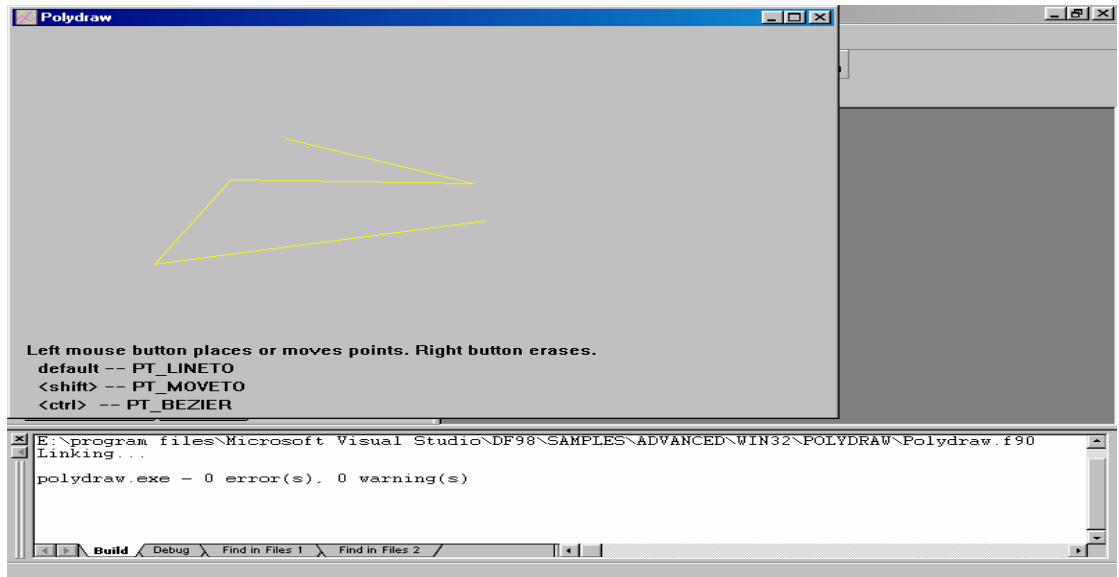 Polydraw
Left mouse button places or moves points. Right button erases.
default -- PT_LINETO
<shift> -- PT_MOVETO
<ctrl> -- PT_BEZIER
E:\program files\Microsoft Visual Studio\DF98\SAMPLES\ADVANCED\WIN32\POLYDRAW\Polydraw.f90
Linking...
polydraw.exe - 0 error(s), 0 warning(s)
Build Debug Find in Files 1 Find in Files 2